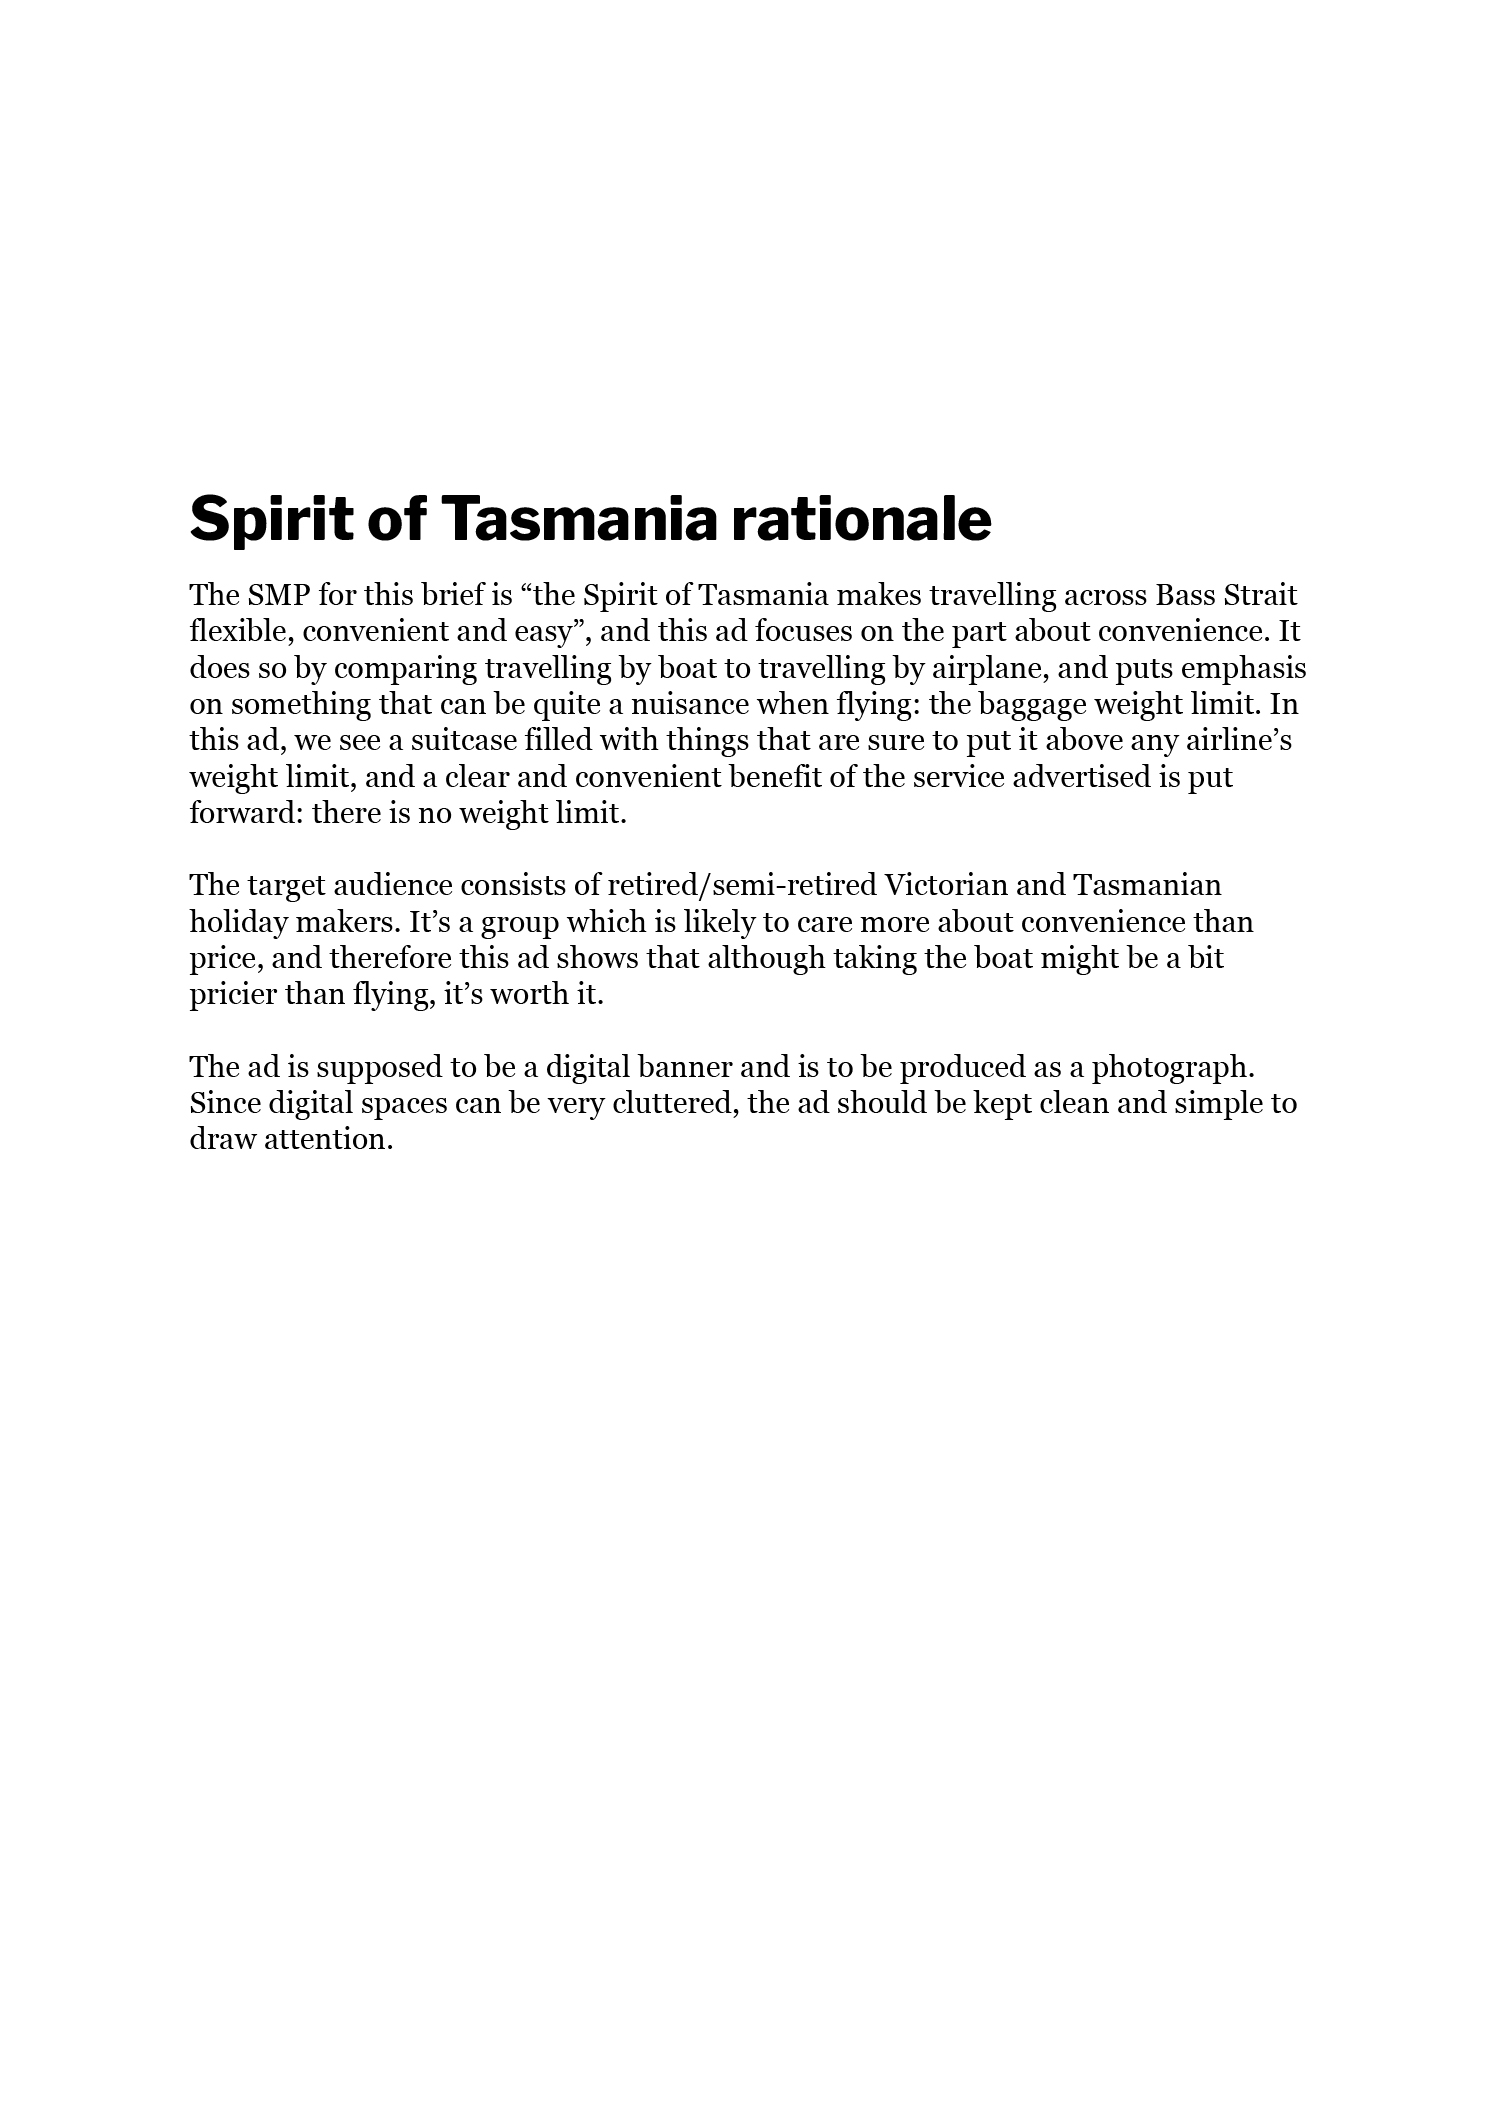 Spirit of Tasmania rationale
The SMP for this brief is “the Spirit of Tasmania makes travelling across Bass Strait
flexible, convenient and easy”, and this ad focuses on the part about convenience. It
does so by comparing travelling by boat to travelling by airplane, and puts emphasis
on something that can be quite a nuisance when flying: the baggage weight limit. In
this ad, we see a suitcase filled with things that are sure to put it above any airline’s
weight limit, and a clear and convenient benefit of the service advertised is put
forward: there is no weight limit.
The target audience consists of retired/semi-retired Victorian and Tasmanian
holiday makers. It’s a group which is likely to care more about convenience than
price, and therefore this ad shows that although taking the boat might be a bit
pricier than flying, it’s worth it.
The ad is supposed to be a digital banner and is to be produced as a photograph.
Since digital spaces can be very cluttered, the ad should be kept clean and simple to
draw attention.